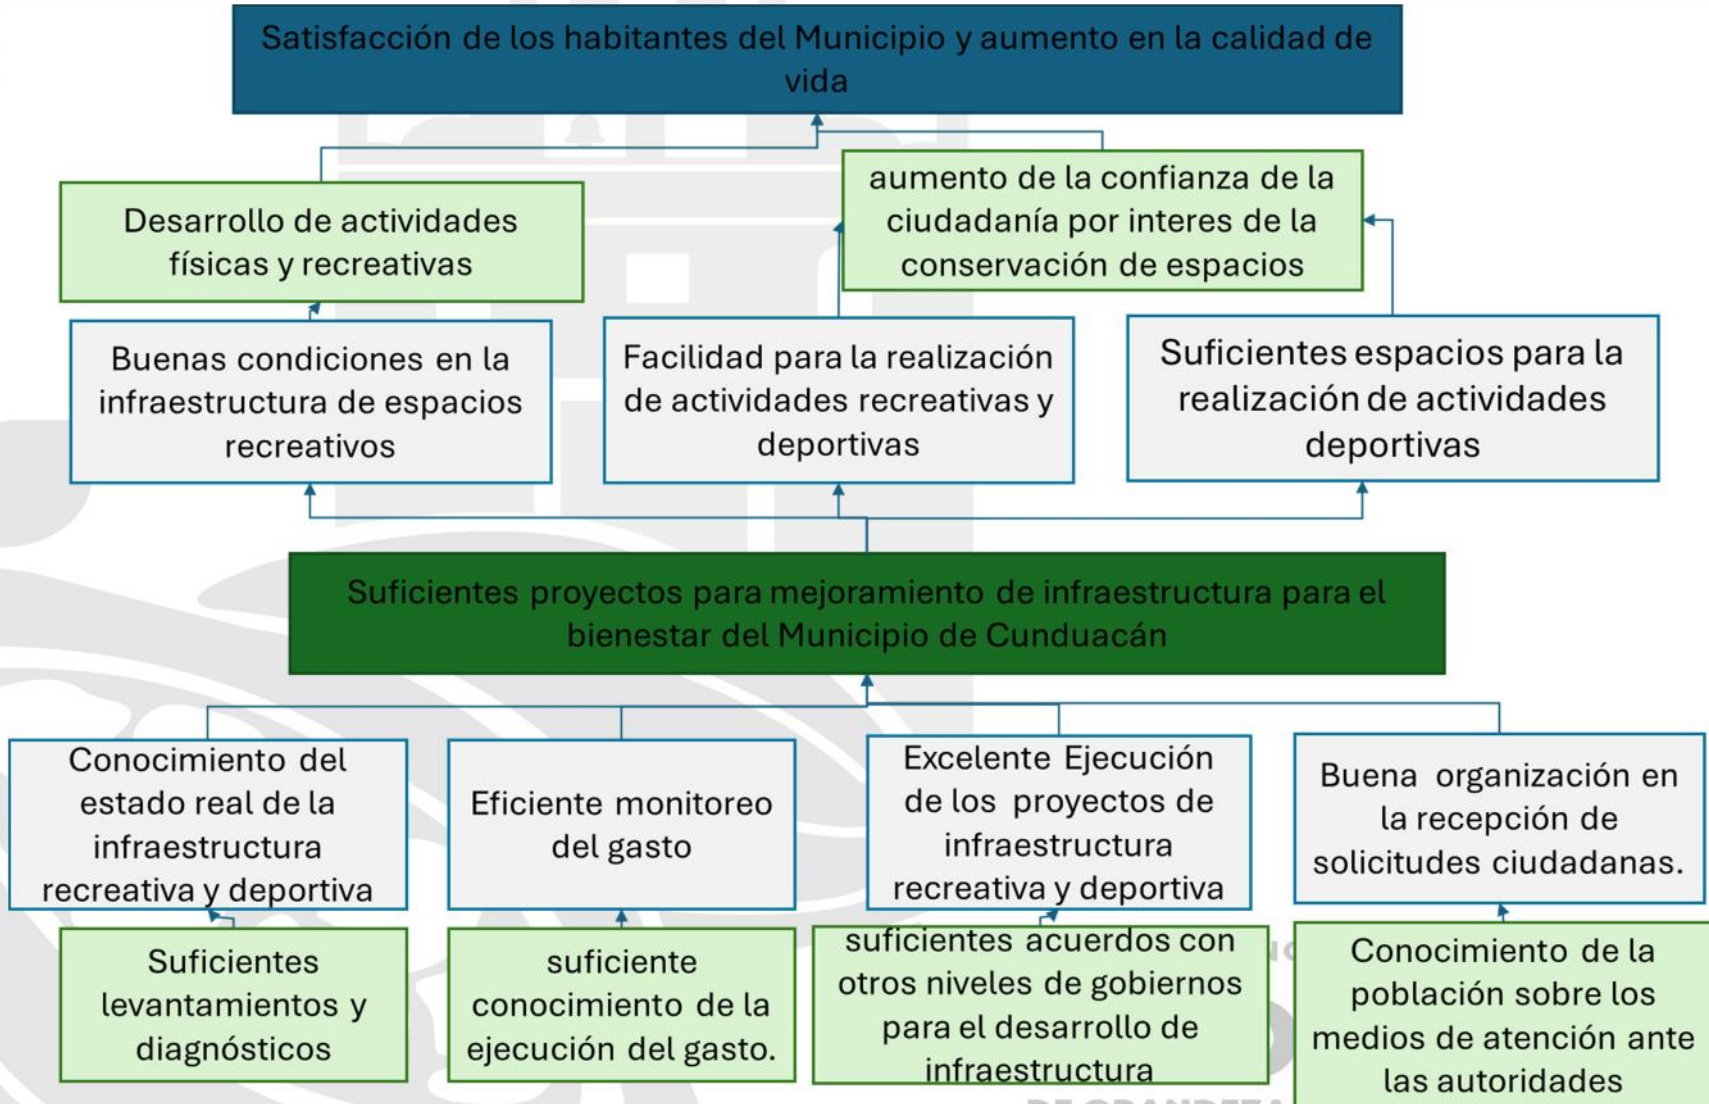 Satisfacción de los habitantes del Municipio y aumento en la calidad de
vida
Desarrollo de actividades
físicas y recreativas
aumento de la confianza de la
ciudadanía por interes de la
conservación de espacios
Buenas condiciones en la
infraestructura de espacios
recreativos
Facilidad para la realización
de actividades recreativas y
deportivas
Suficientes espacios para la
realización de actividades
deportivas
Suficientes proyectos para mejoramiento de infraestructura para el
bienestar del Municipio de Cunduacán
Conocimiento del
estado real de la
infraestructura
recreativa y deportiva
Eficiente monitoreo
del gasto
Excelente Ejecución
de los proyectos de
infraestructura
recreativa y deportiva
Buena organización en
la recepción de
solicitudes ciudadanas.
Suficientes
levantamientos y
diagnósticos
suficiente
conocimiento de la
ejecución del gasto.
suficientes acuerdos con
otros niveles de gobiernos
para el desarrollo de
infraestructura
Conocimiento de la
población sobre los
medios de atención ante
las autoridades
DE GRANDEZA